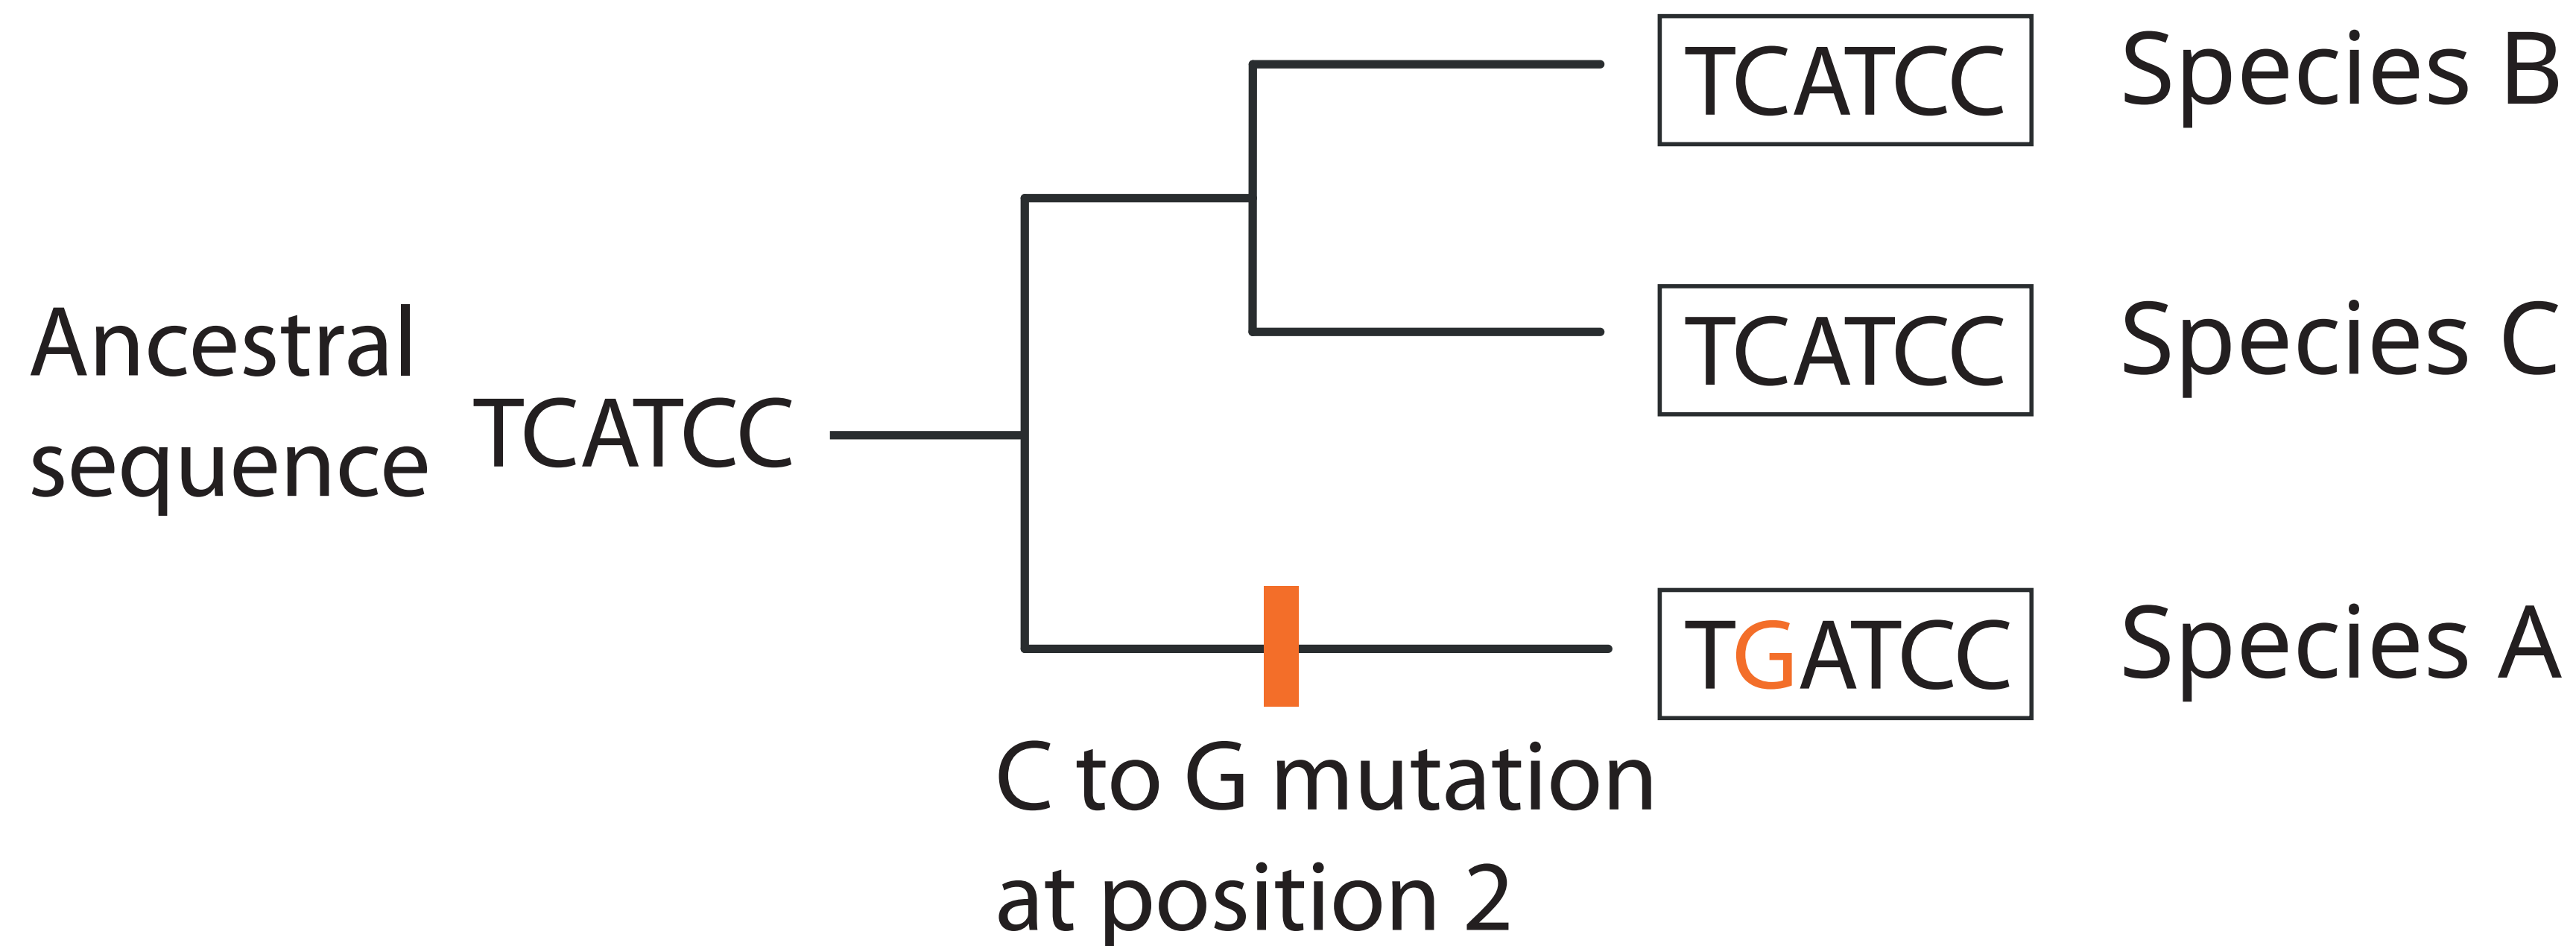 TCATCC Species B
TCATCC Species C
Ancestral
sequence TCATCC
TGATCC Species A
C to G mutation
at position 2